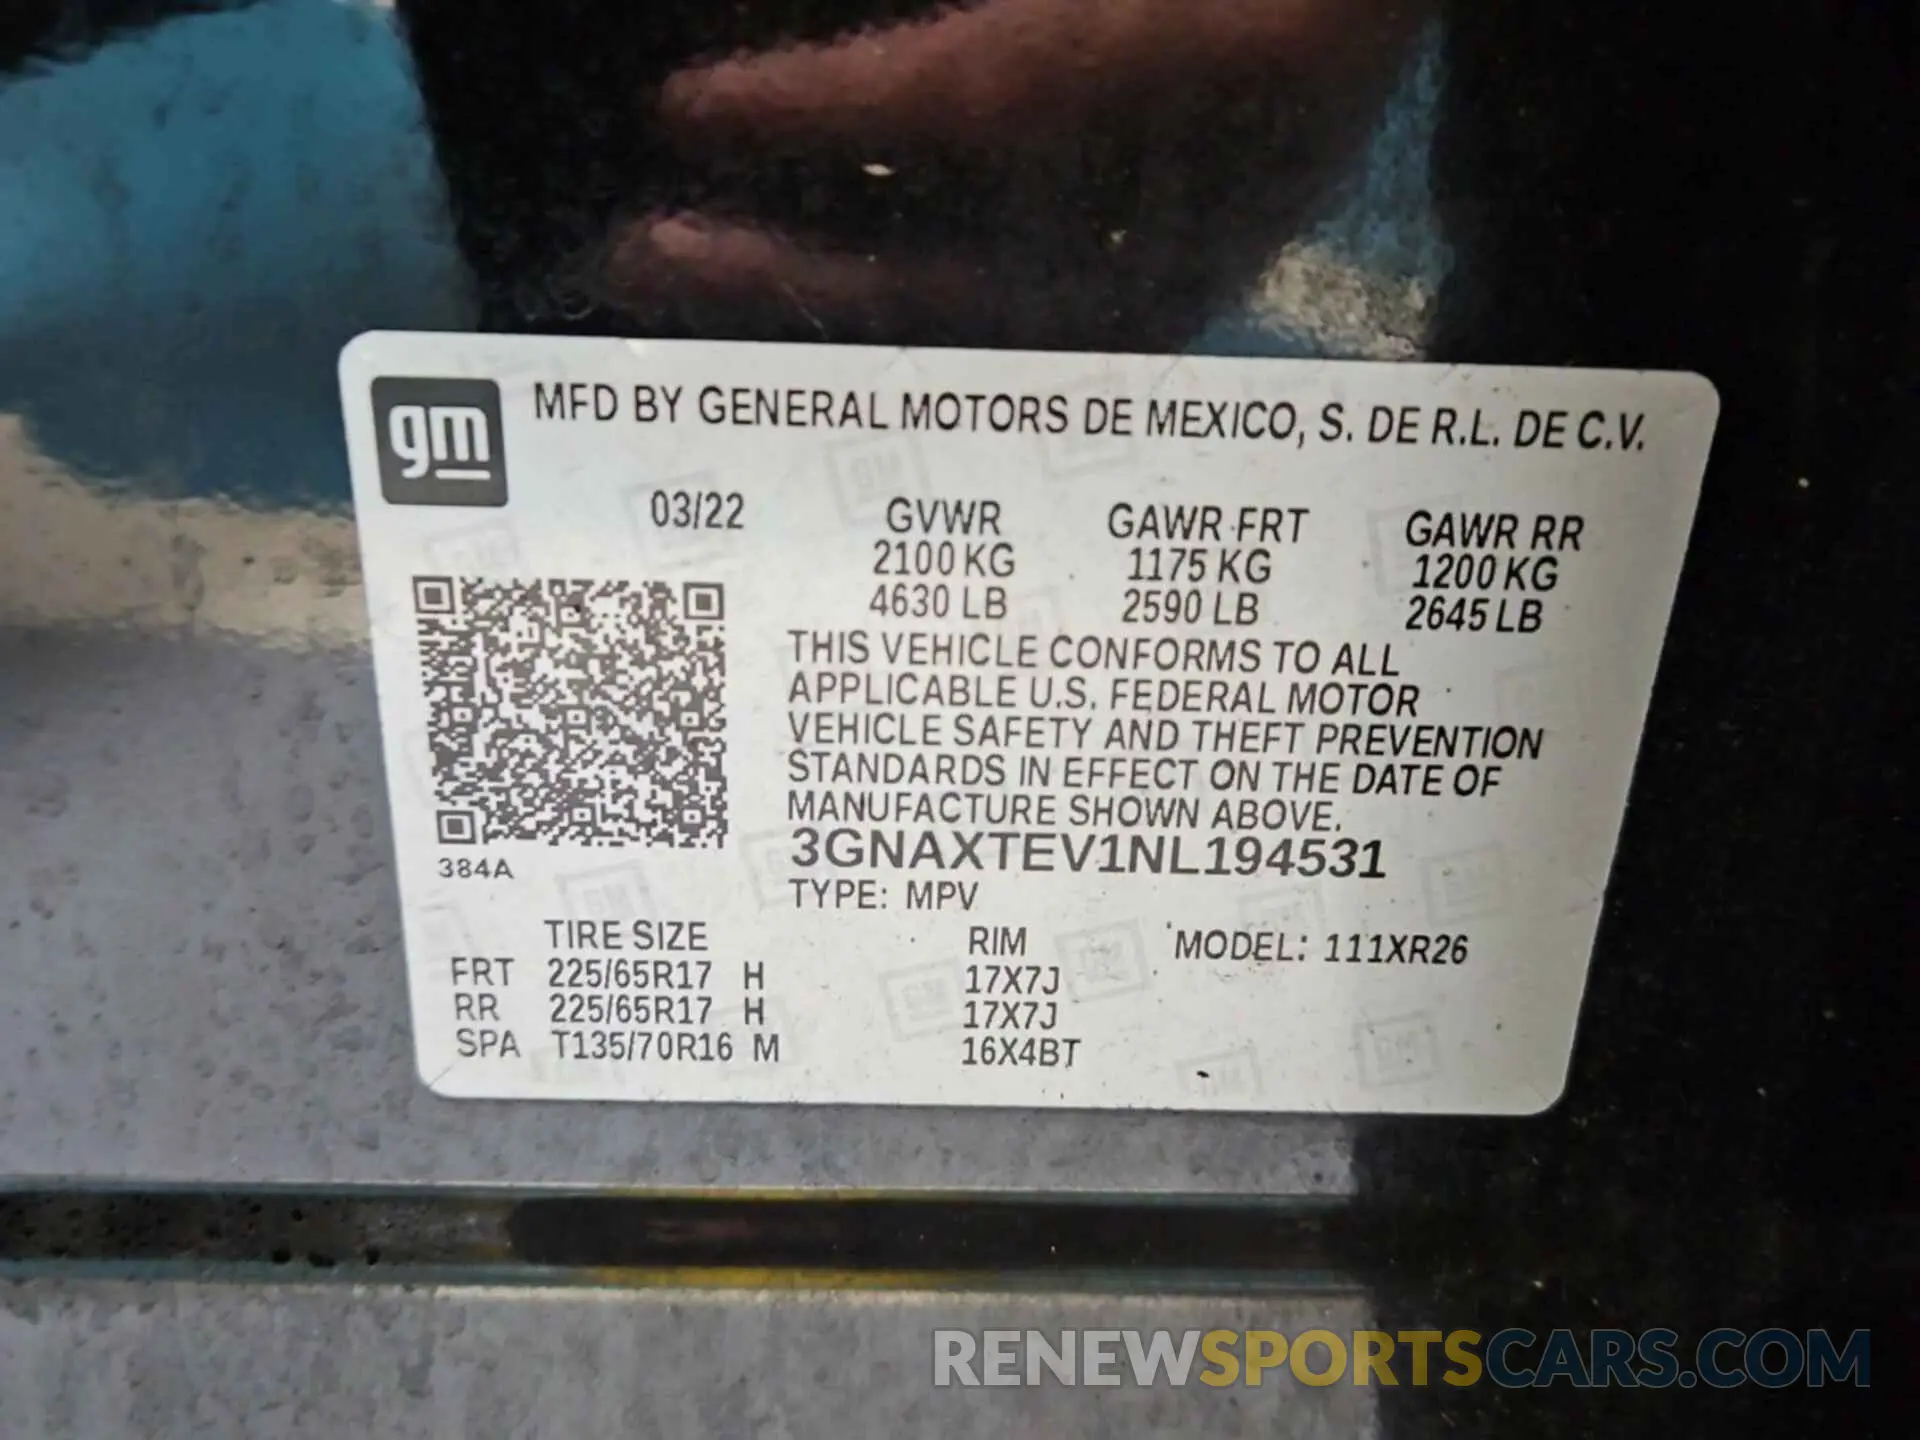 gm
MFD BY GENERAL MOTORS DE MEXICO, S. DE R.L. DE C.V.
03/22 GVWR GAWR FRT GAWR RR
2100 KG 1175 KG 1200 KG
4630 LB 2590 LB 2645 LB
THIS VEHICLE CONFORMS TO ALL
APPLICABLE U.S. FEDERAL MOTOR
VEHICLE SAFETY AND THEFT PREVENTION
STANDARDS IN EFFECT ON THE DATE OF
MANUFACTURE SHOWN ABOVE.
3GNAXTEV1NL194531
384A
TYPE: MPV
TIRE SIZE RIM MODEL: 111XR26
FRT 225/65R17 H 17X7J
RR 225/65R17 H 17X7J
SPA T135/70R16 M 16X4BT
RENEWSPORTSCARS.COM